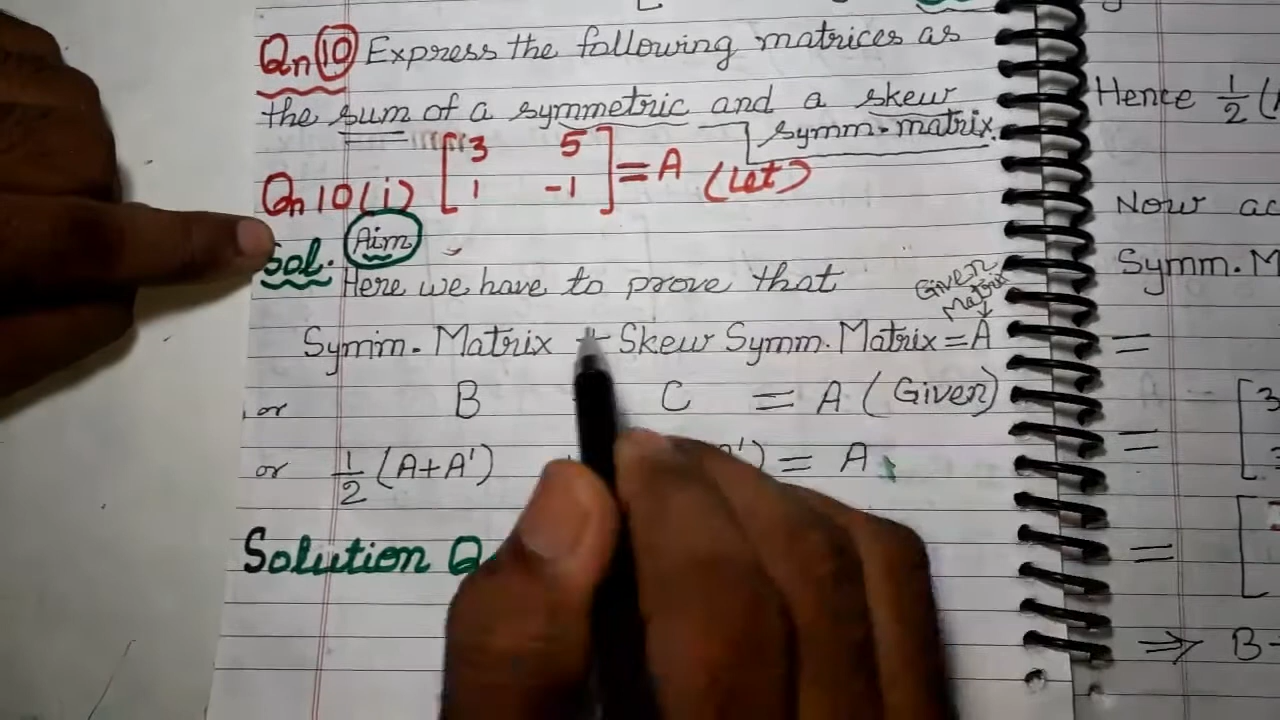 Qn 10 Express the following matrices as
the sum of a symmetric and a skew
symm. matrix.
Qn 10(i) [3 5
1 -1] = A (Let)
Sol. Aim
Here we have to prove that
Given Matrix
Symm. Matrix + Skew Symm. Matrix = A
or B C = A (Given)
or 1/2 (A+A') ') = A
Solution Q
Hence 1/2 (
Now ac
Symm. M
=
= [3
= [
⇒ B-